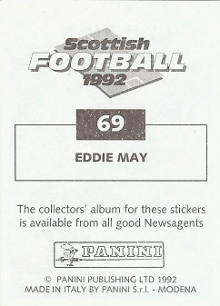 Scottish
FOOTBALL
1992
69
EDDIE MAY
The collectors' album for these stickers
is available from all good Newsagents
PANINI
© PANINI PUBLISHING LTD 1992
MADE IN ITALY BY PANINI S.r.l. - MODENA